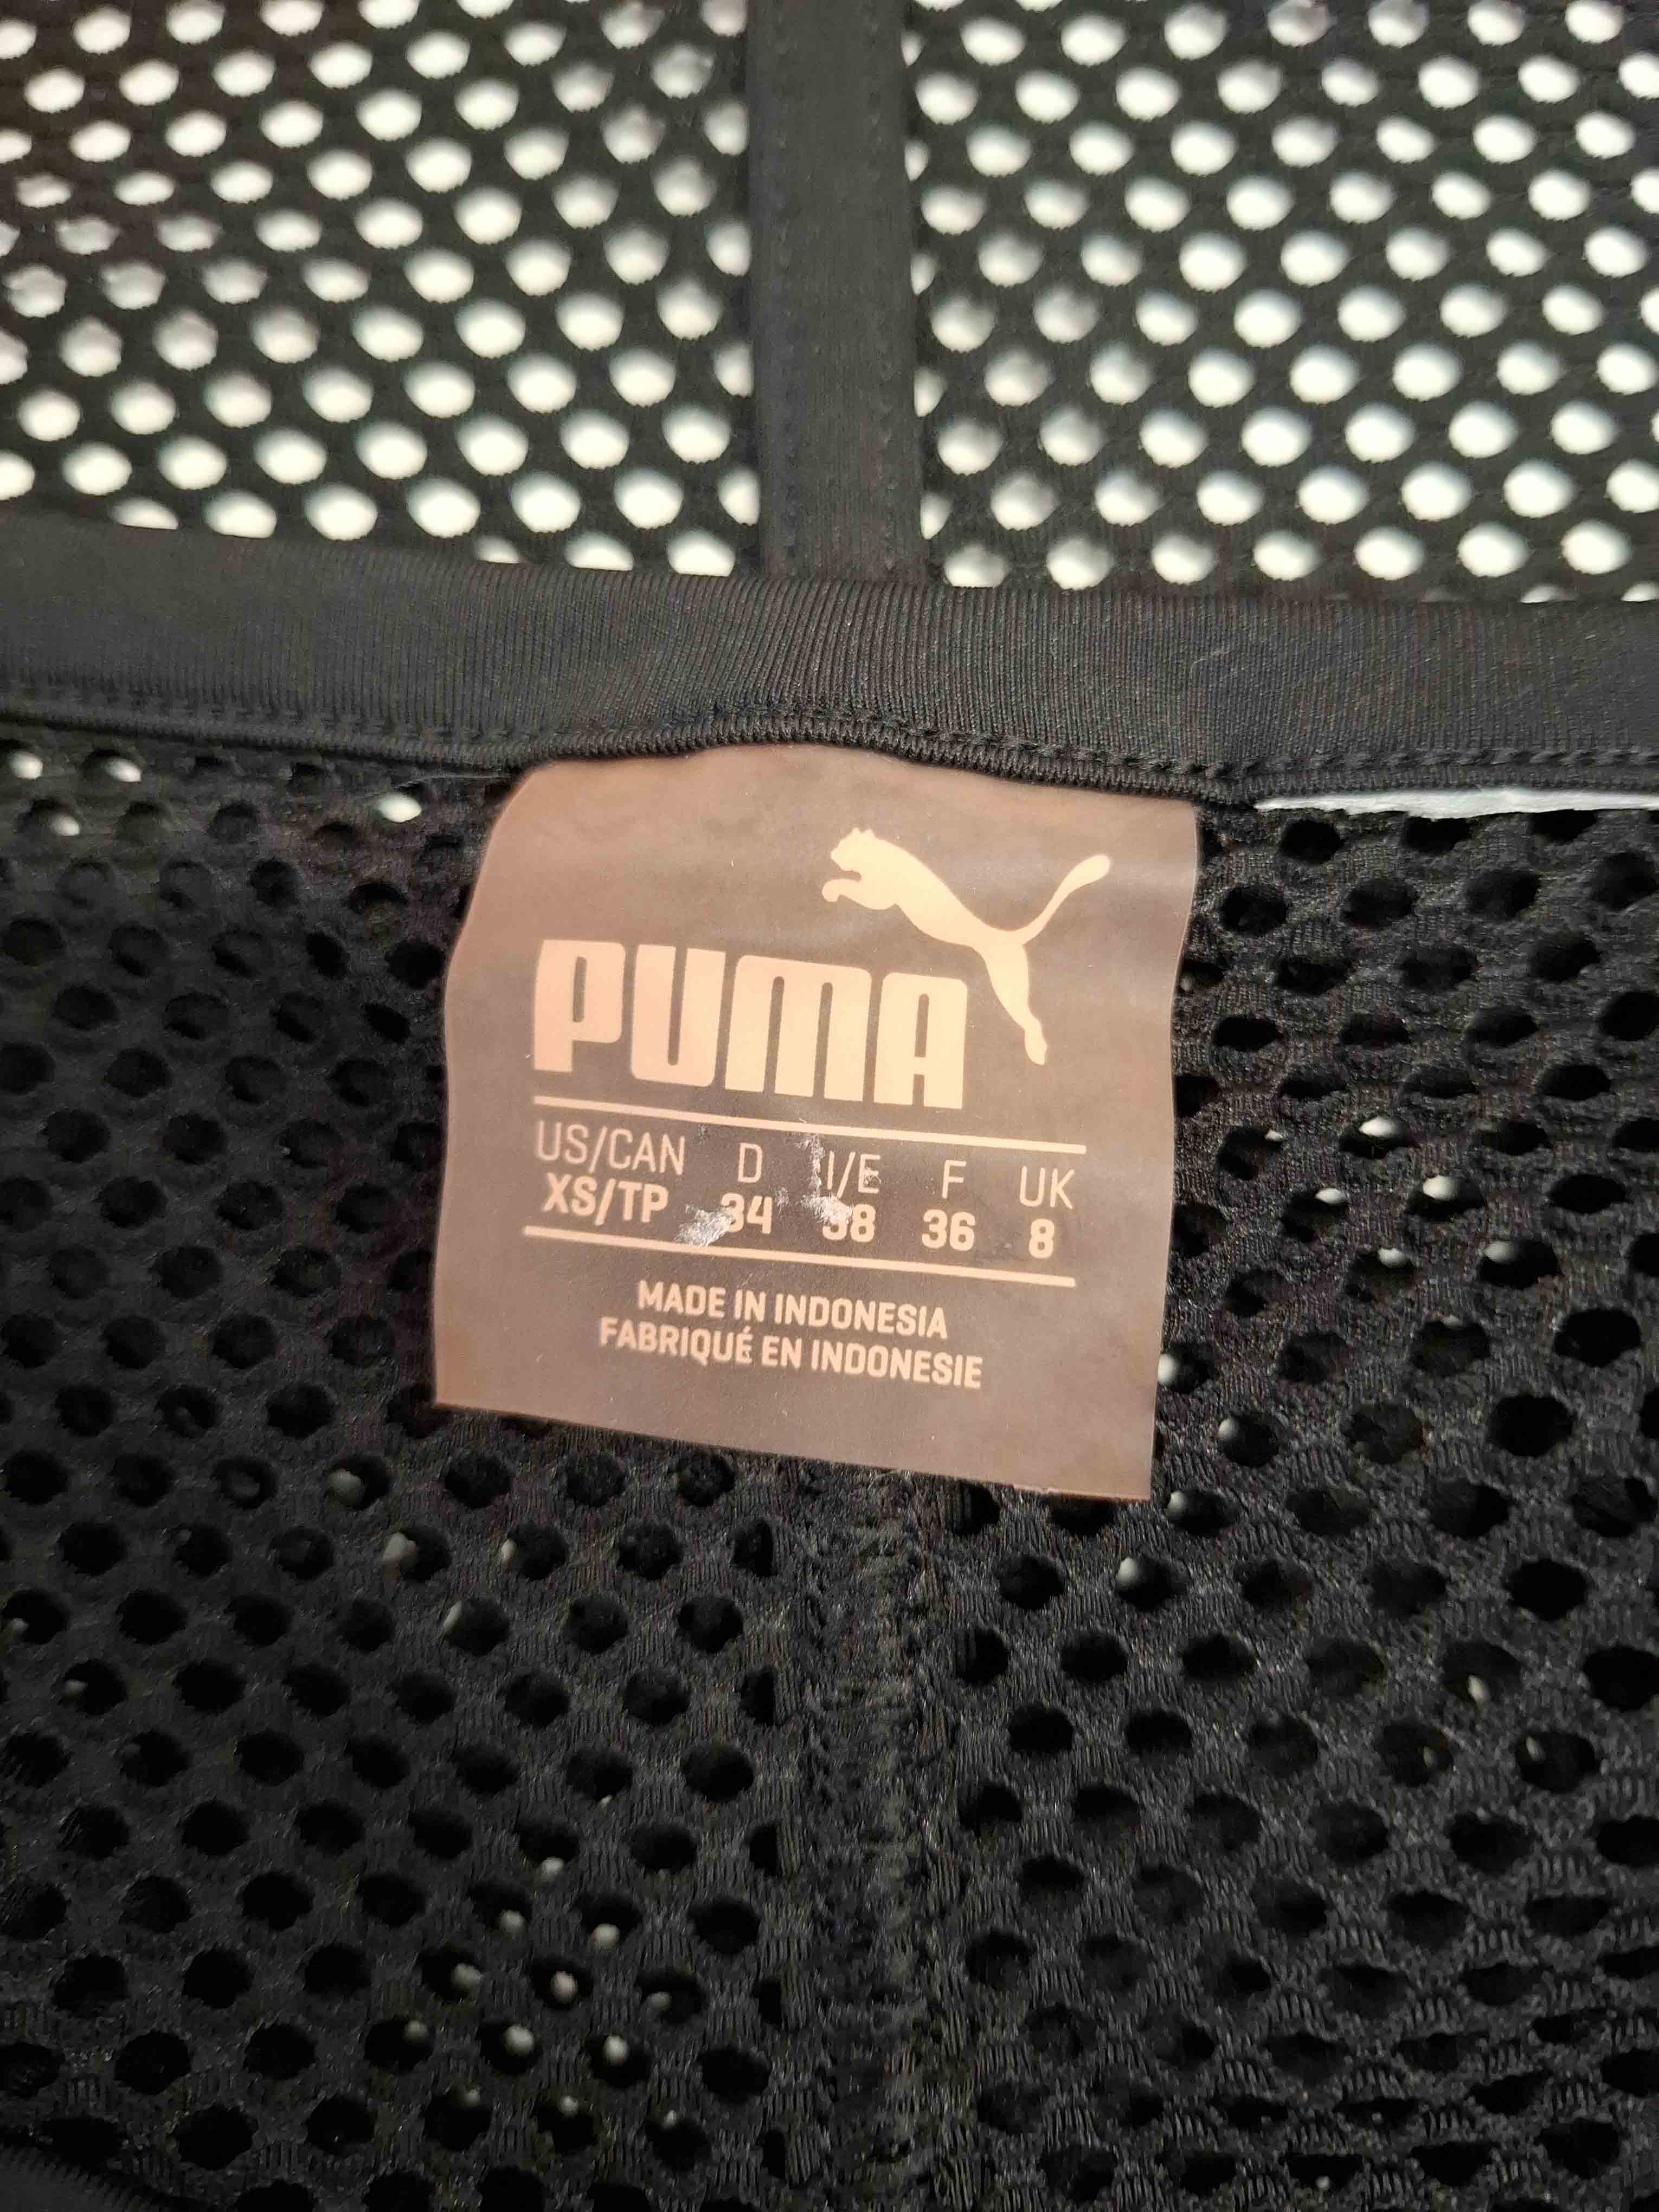 PUMA
US/CAN D I/E F UK
XS/TP 34 38 36 8
MADE IN INDONESIA
FABRIQUÉ EN INDONESIE